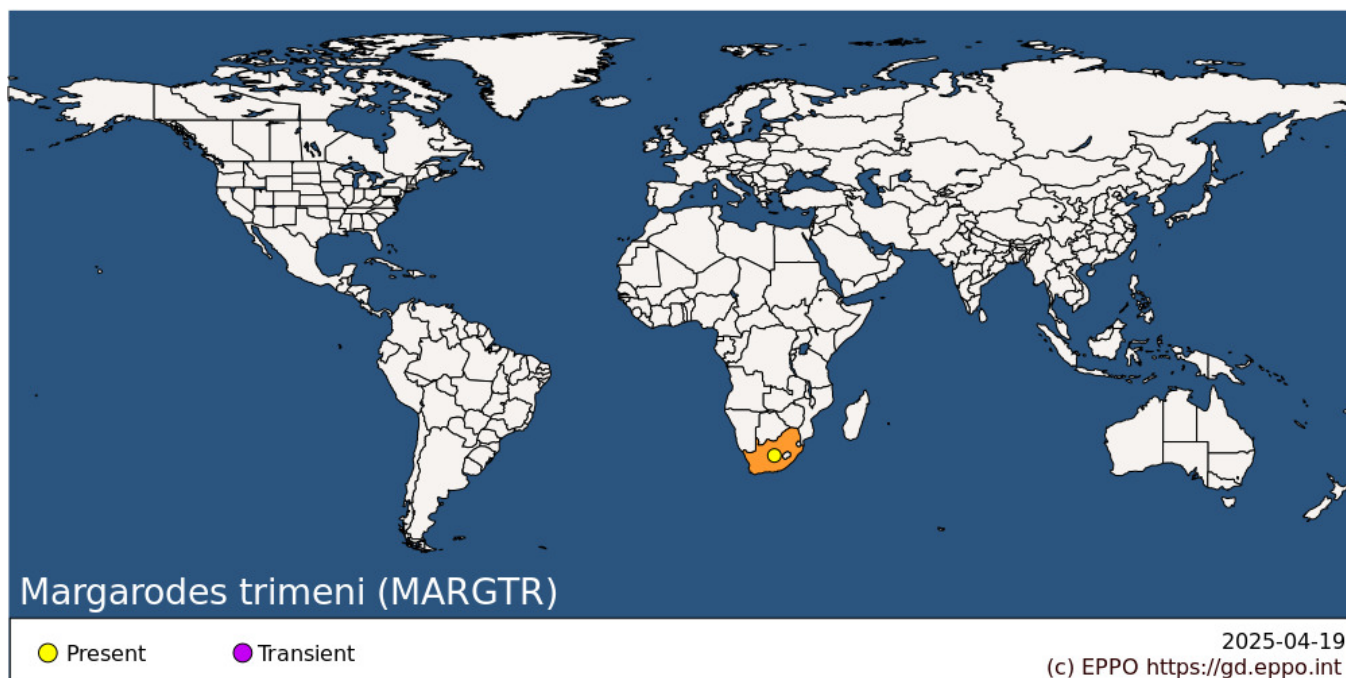 Margarodes trimeni (MARGTR)
Present
Transient
2025-04-19
(c) EPPO https://gd.eppo.int